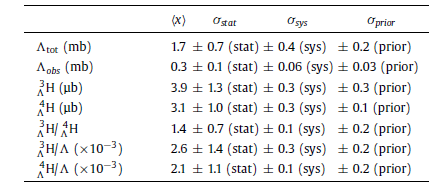 ⟨x⟩ σstat σsys σprior
Λtot (mb) 1.7 ± 0.7 (stat) ± 0.4 (sys) ± 0.2 (prior)
Λobs (mb) 0.3 ± 0.1 (stat) ± 0.06 (sys) ± 0.03 (prior)
³ΛH (μb) 3.9 ± 1.3 (stat) ± 0.3 (sys) ± 0.3 (prior)
⁴ΛH (μb) 3.1 ± 1.0 (stat) ± 0.3 (sys) ± 0.1 (prior)
³ΛH/⁴ΛH 1.4 ± 0.7 (stat) ± 0.1 (sys) ± 0.2 (prior)
³ΛH/Λ (×10⁻³) 2.6 ± 1.4 (stat) ± 0.3 (sys) ± 0.2 (prior)
⁴ΛH/Λ (×10⁻³) 2.1 ± 1.1 (stat) ± 0.1 (sys) ± 0.2 (prior)